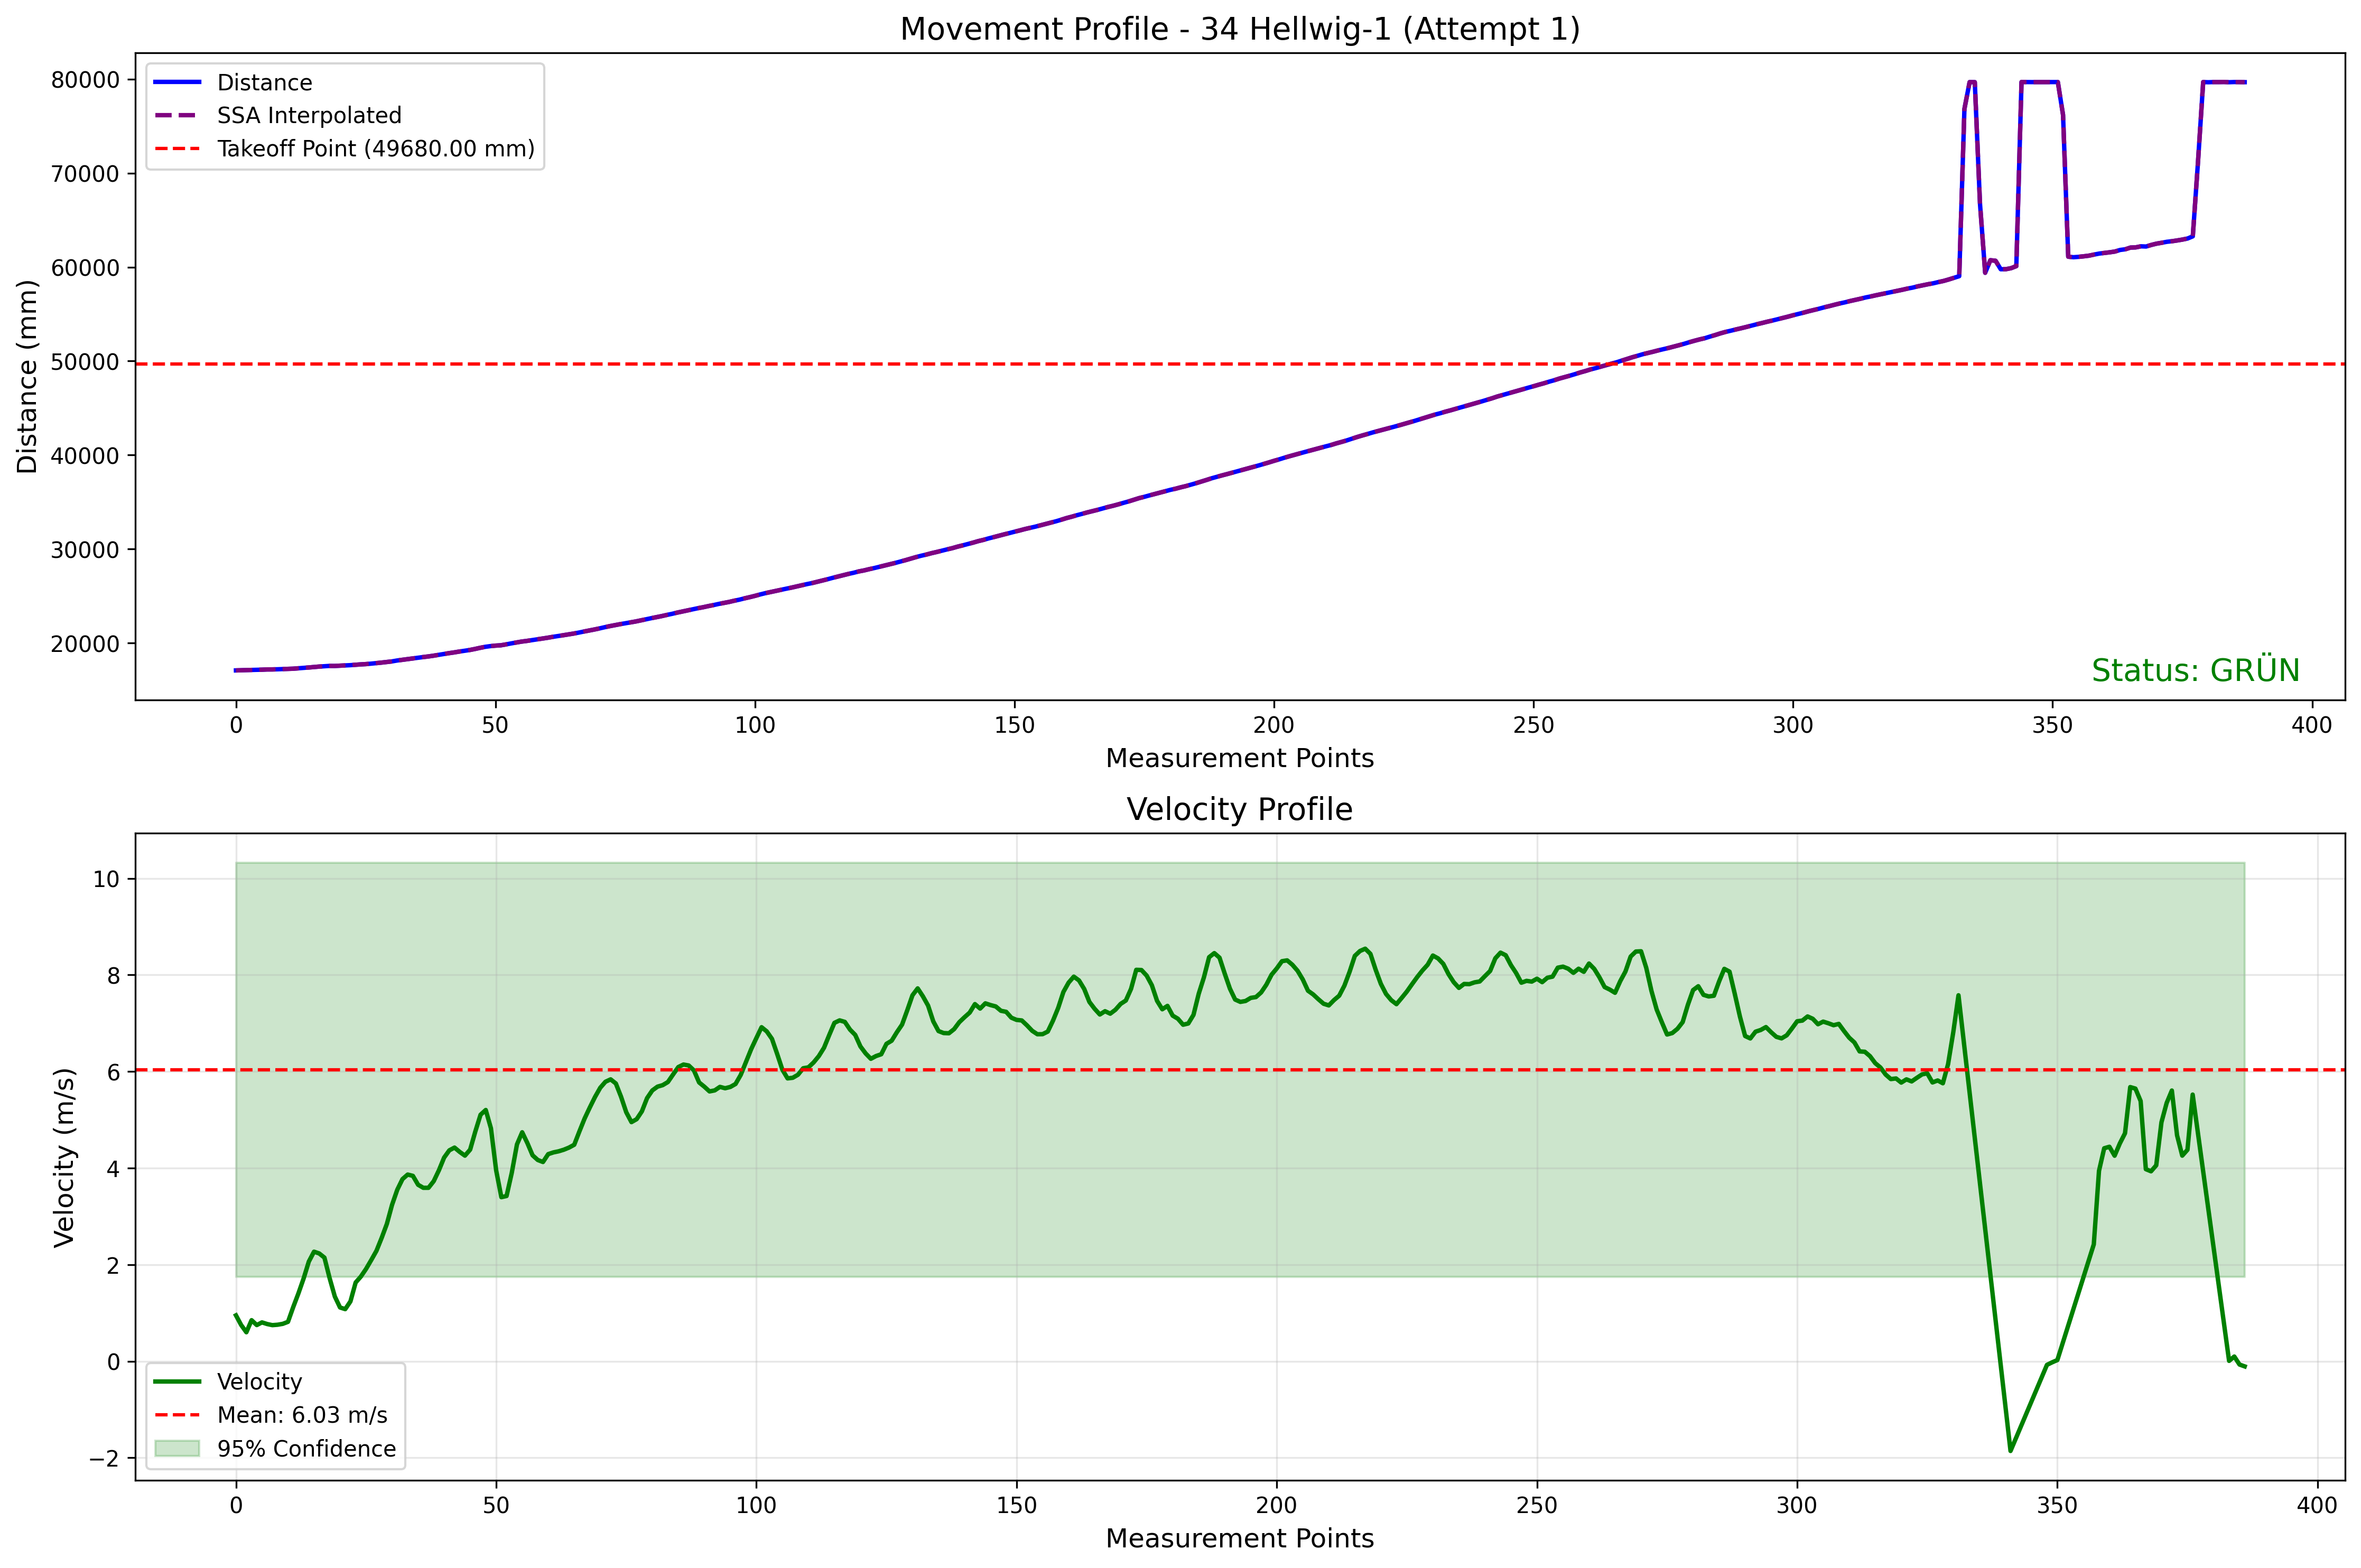 Movement Profile - 34 Hellwig-1 (Attempt 1)
Distance
SSA Interpolated
Takeoff Point (49680.00 mm)
80000
70000
60000
50000
40000
30000
20000
Distance (mm)
Status: GRÜN
0 50 100 150 200 250 300 350 400
Measurement Points
Velocity Profile
10
8
6
4
2
0
−2
Velocity (m/s)
Velocity
Mean: 6.03 m/s
95% Confidence
0 50 100 150 200 250 300 350 400
Measurement Points